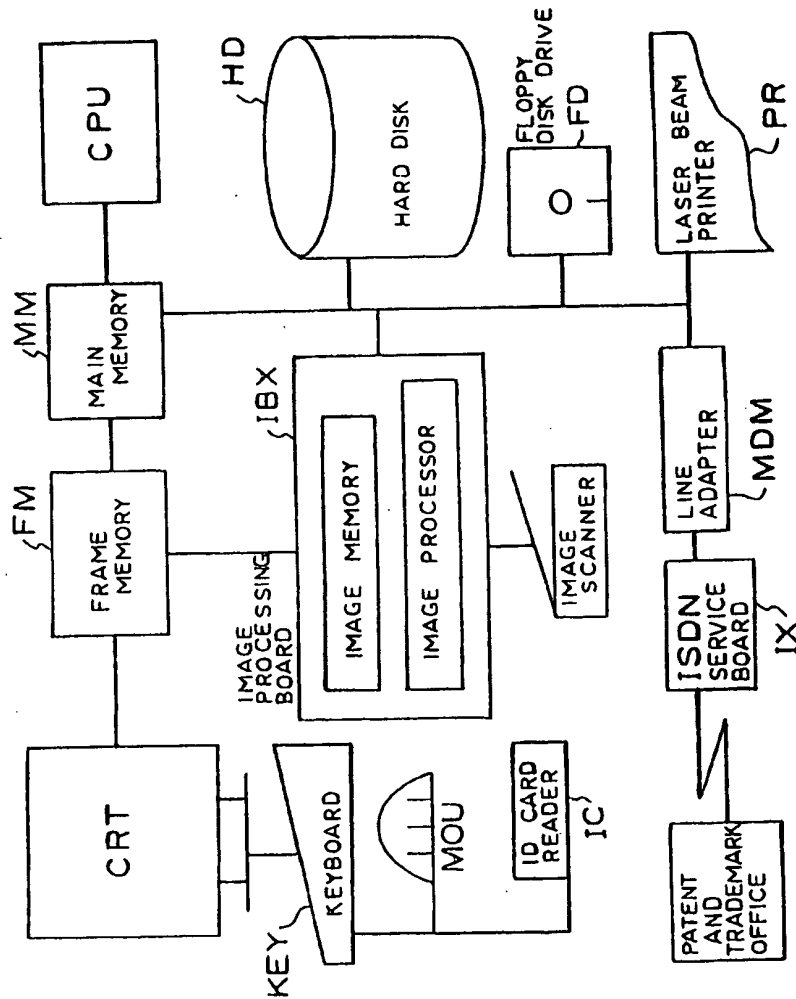 CPU
MM
MAIN
MEMORY
FM
FRAME
MEMORY
CRT
HD
HARD DISK
FLOPPY
DISK DRIVE
FD
LASER BEAM
PRINTER
PR
IBX
IMAGE
PROCESSING
BOARD
IMAGE MEMORY
IMAGE PROCESSOR
IMAGE
SCANNER
KEY
KEYBOARD
MOU
ID CARD
READER
IC
LINE
ADAPTER
MDM
ISDN
SERVICE
BOARD
IX
PATENT
AND
TRADEMARK
OFFICE